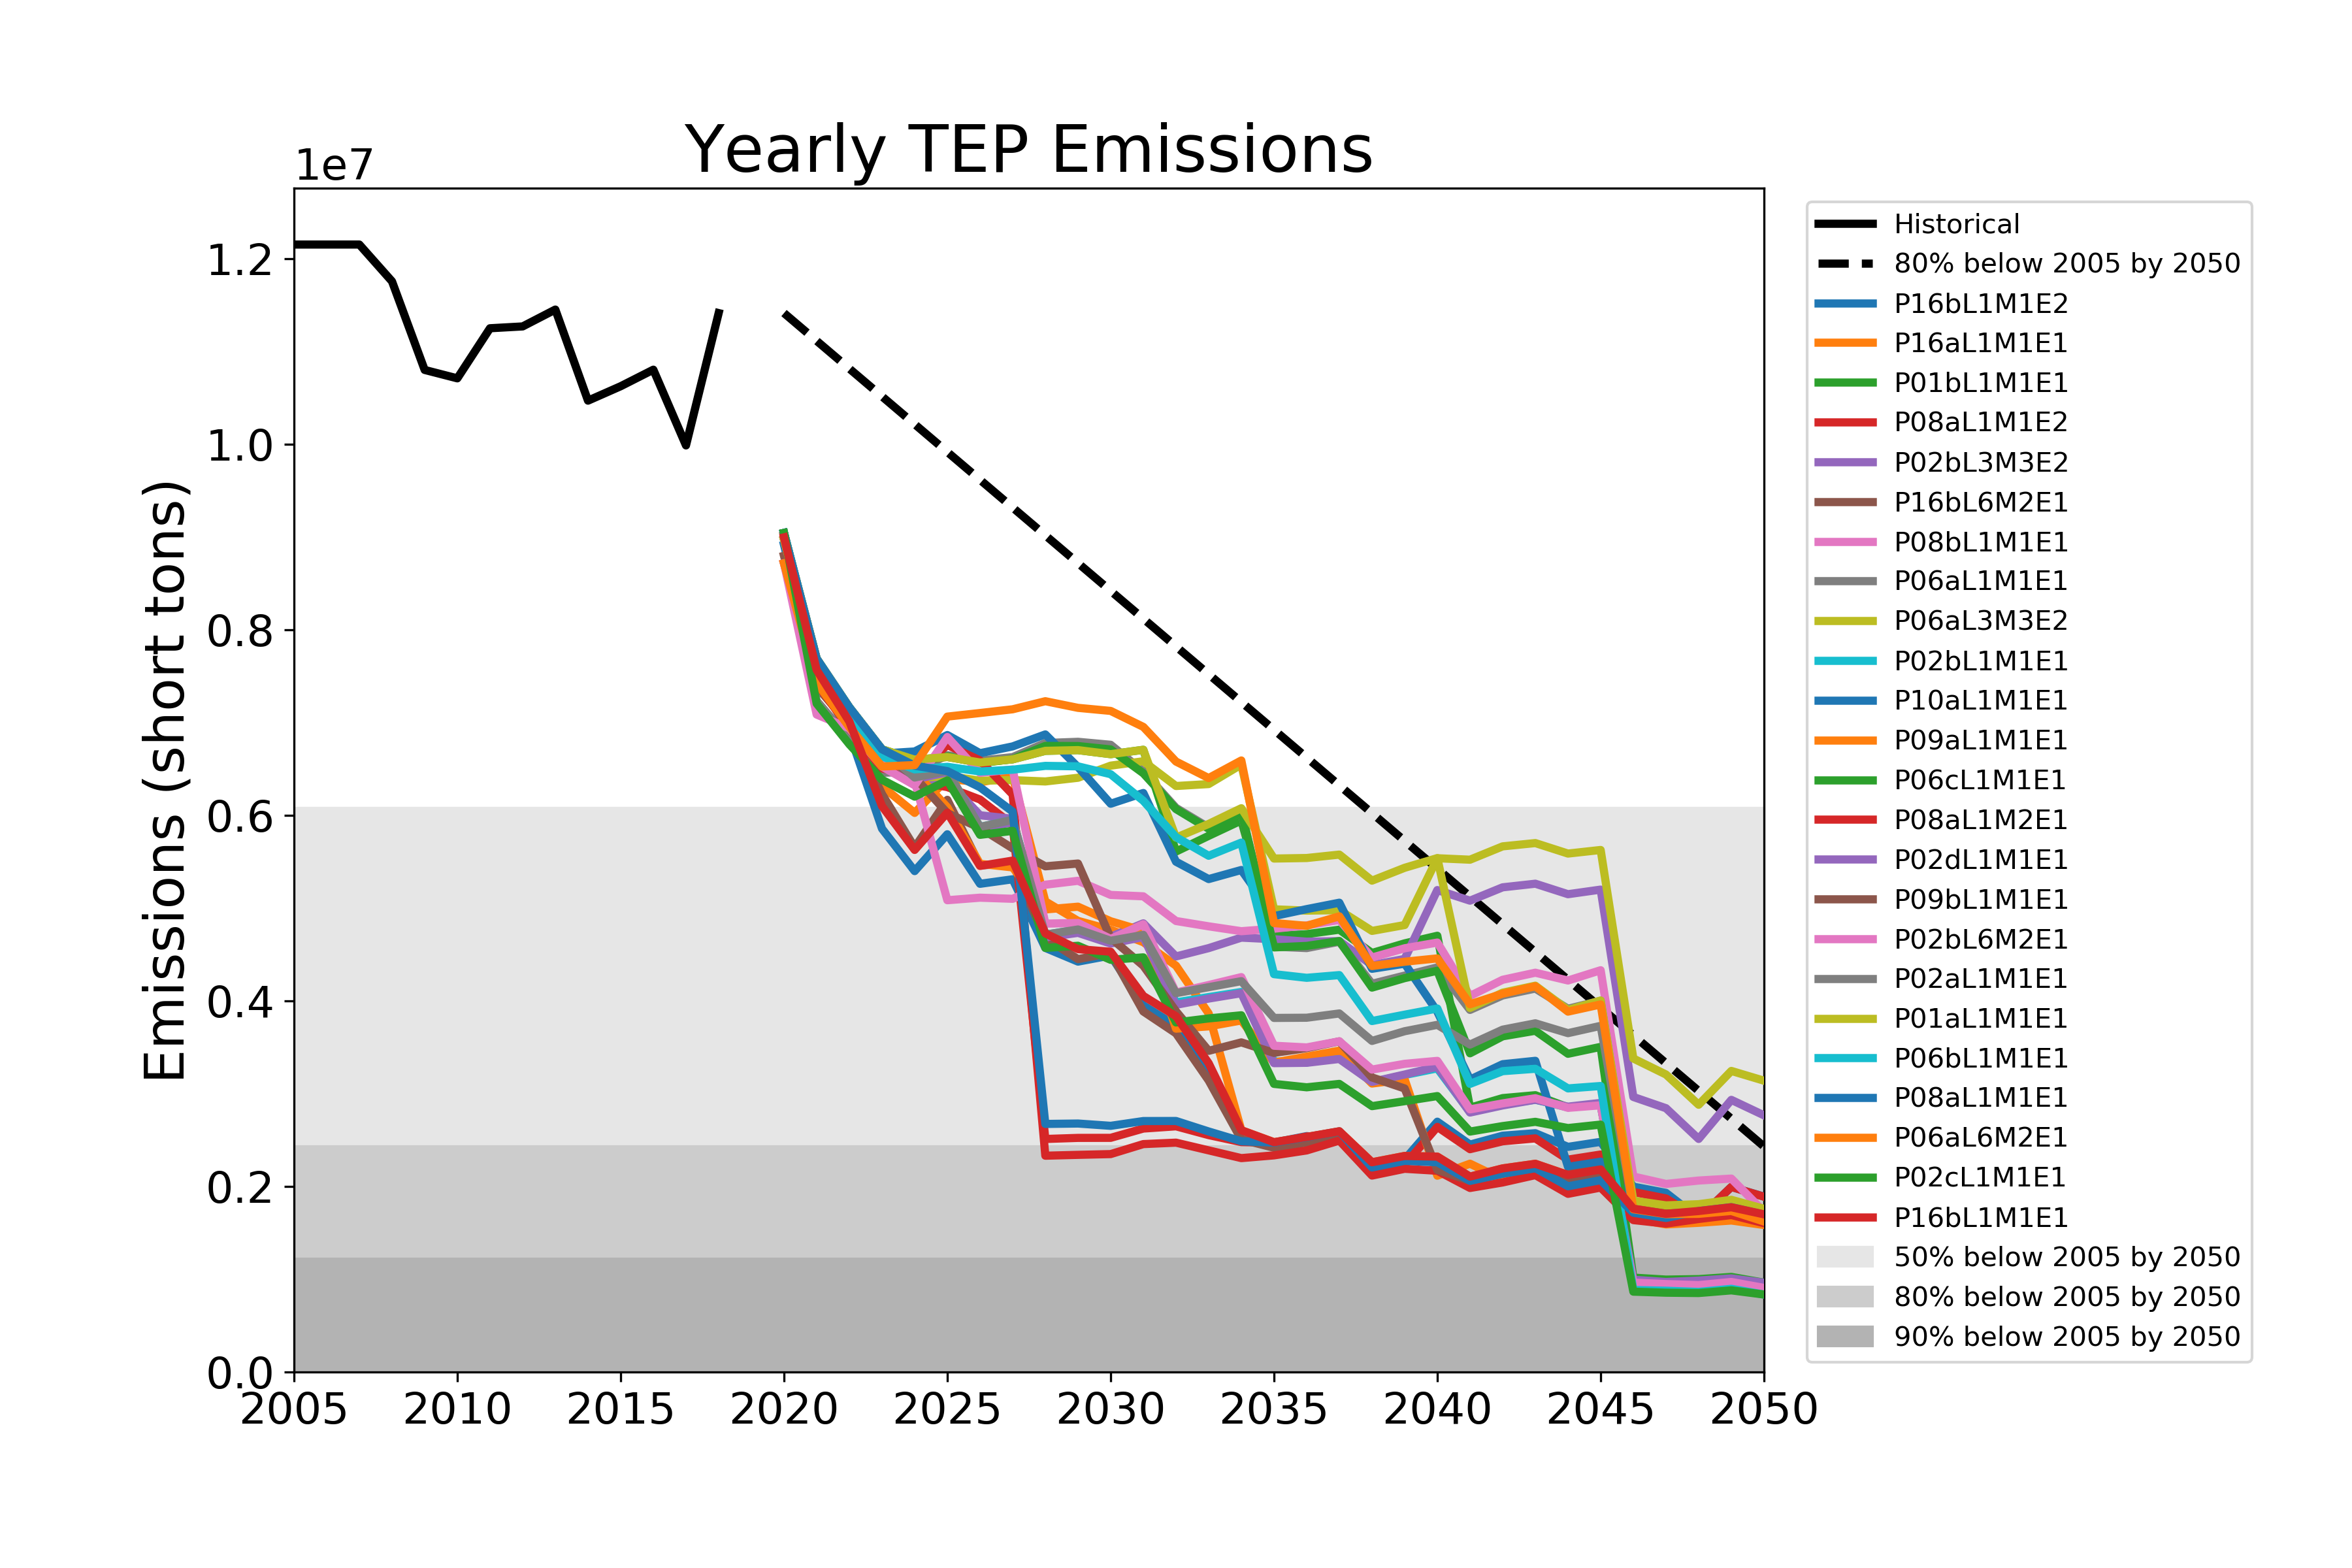 Yearly TEP Emissions
1e7
Emissions (short tons)
1.2
1.0
0.8
0.6
0.4
0.2
0.0
2005 2010 2015 2020 2025 2030 2035 2040 2045 2050
Historical
80% below 2005 by 2050
P16bL1M1E2
P16aL1M1E1
P01bL1M1E1
P08aL1M1E2
P02bL3M3E2
P16bL6M2E1
P08bL1M1E1
P06aL1M1E1
P06aL3M3E2
P02bL1M1E1
P10aL1M1E1
P09aL1M1E1
P06cL1M1E1
P08aL1M2E1
P02dL1M1E1
P09bL1M1E1
P02bL6M2E1
P02aL1M1E1
P01aL1M1E1
P06bL1M1E1
P08aL1M1E1
P06aL6M2E1
P02cL1M1E1
P16bL1M1E1
50% below 2005 by 2050
80% below 2005 by 2050
90% below 2005 by 2050